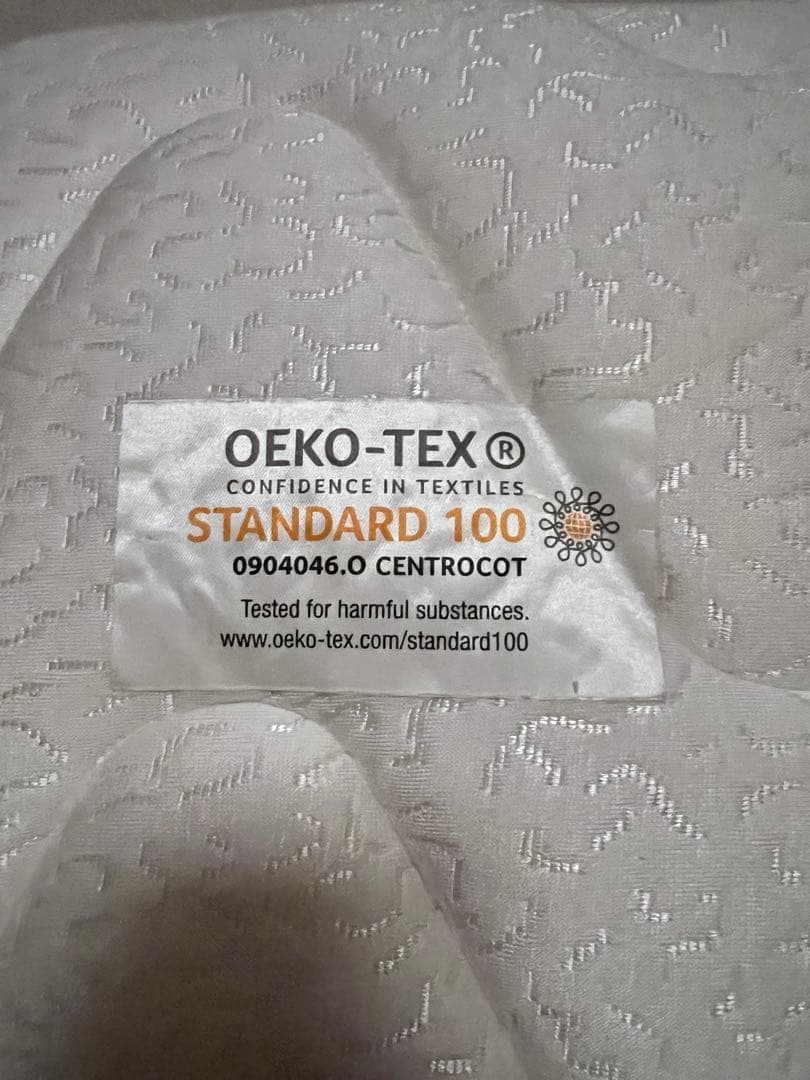 OEKO-TEX®
CONFIDENCE IN TEXTILES
STANDARD 100
0904046.O CENTROCOT
Tested for harmful substances.
www.oeko-tex.com/standard100